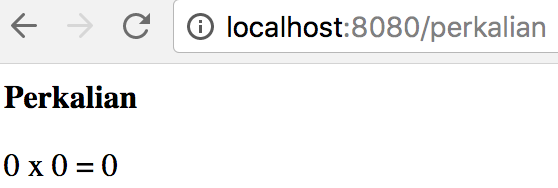 localhost:8080/perkalian
Perkalian
0 x 0 = 0